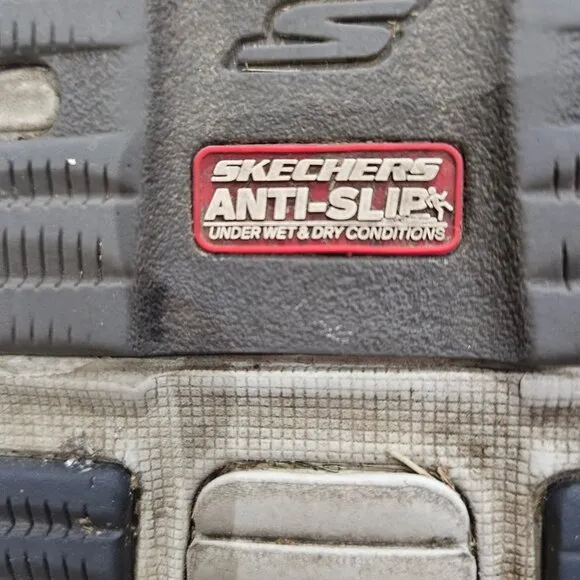 SKECHERS
ANTI-SLIP
UNDER WET & DRY CONDITIONS